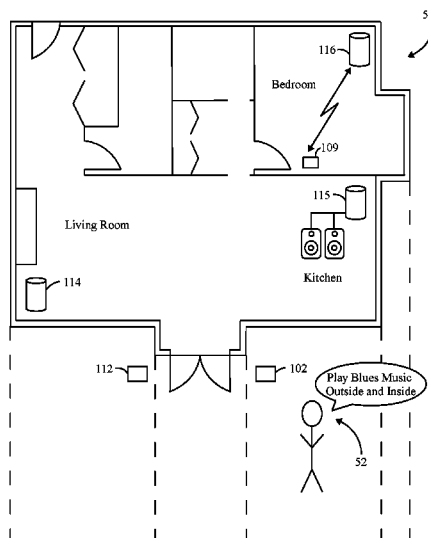 5
116
Bedroom
109
115
Living Room
Kitchen
114
112
102
Play Blues Music
Outside and Inside
52